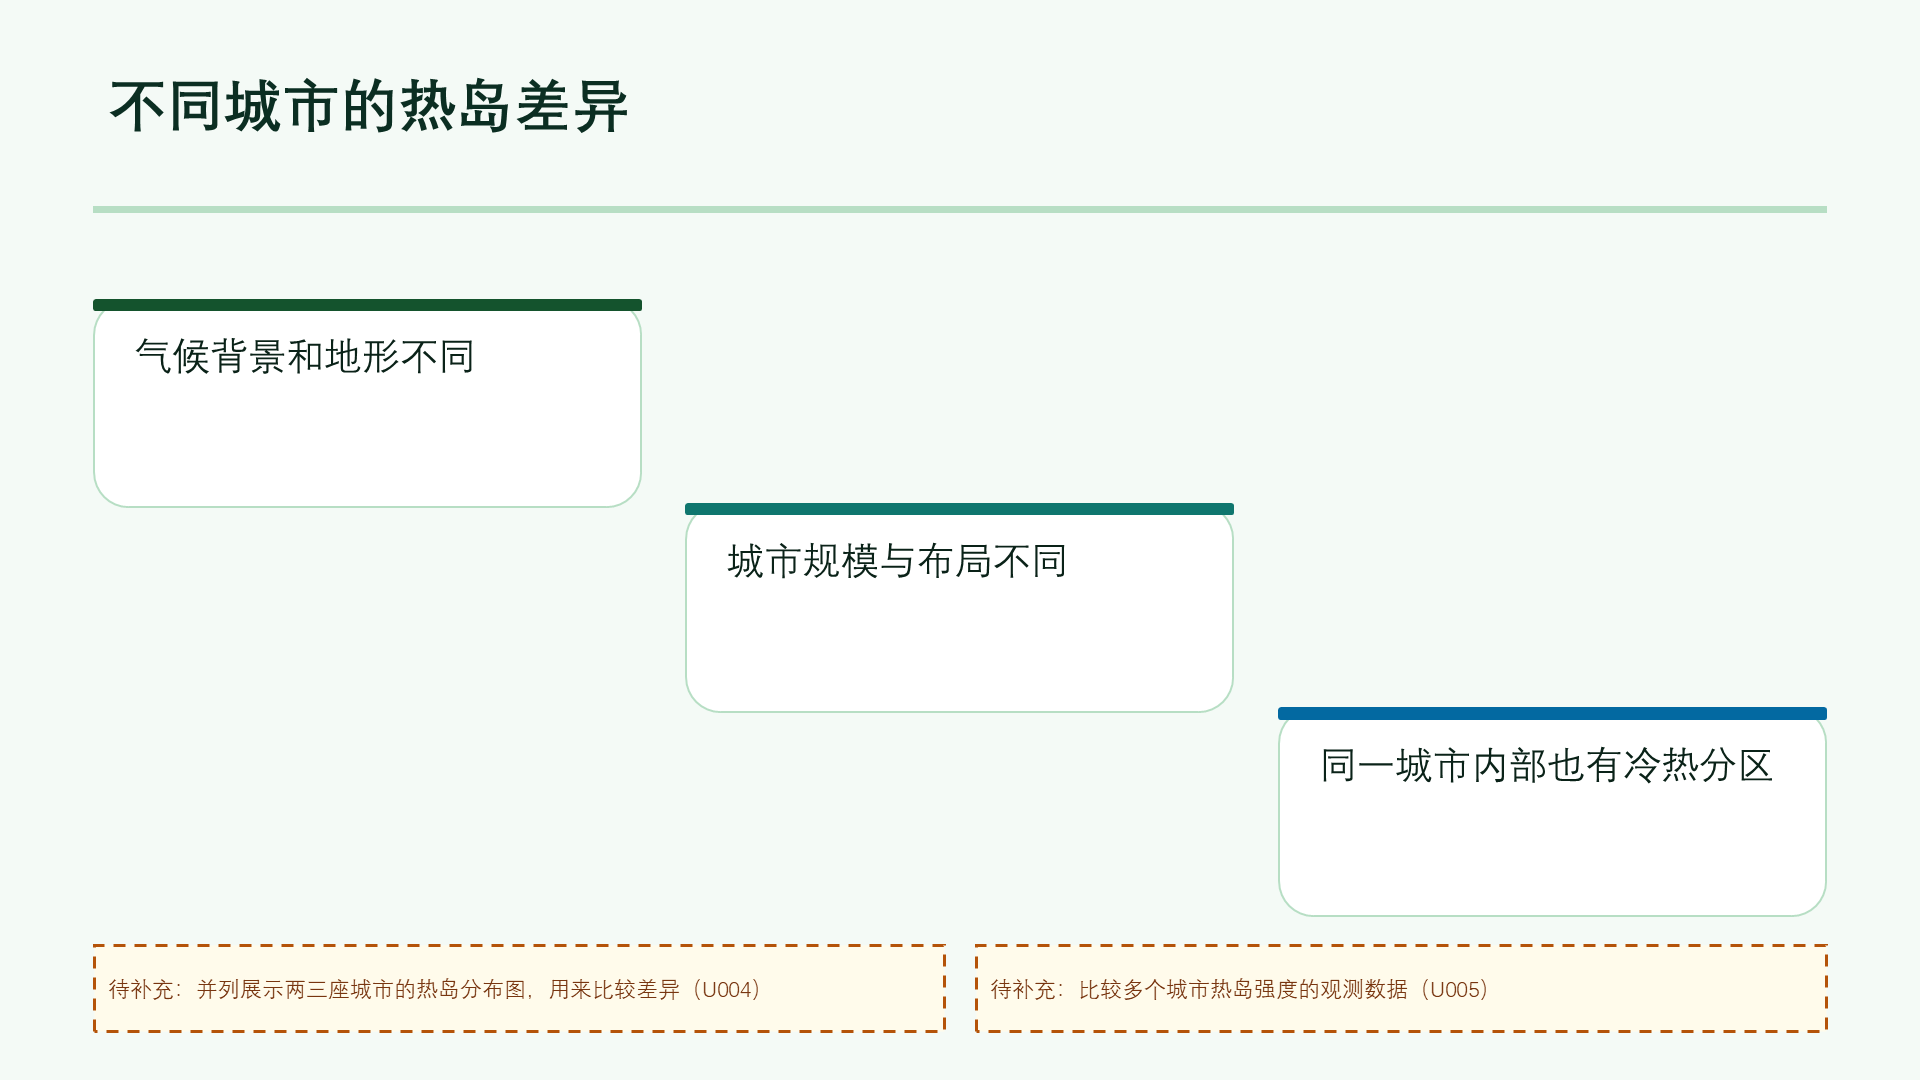 不同城市的热岛差异
气候背景和地形不同
城市规模与布局不同
同一城市内部也有冷热分区
待补充：并列展示两三座城市的热岛分布图，用来比较差异（U004）
待补充：比较多个城市热岛强度的观测数据（U005）